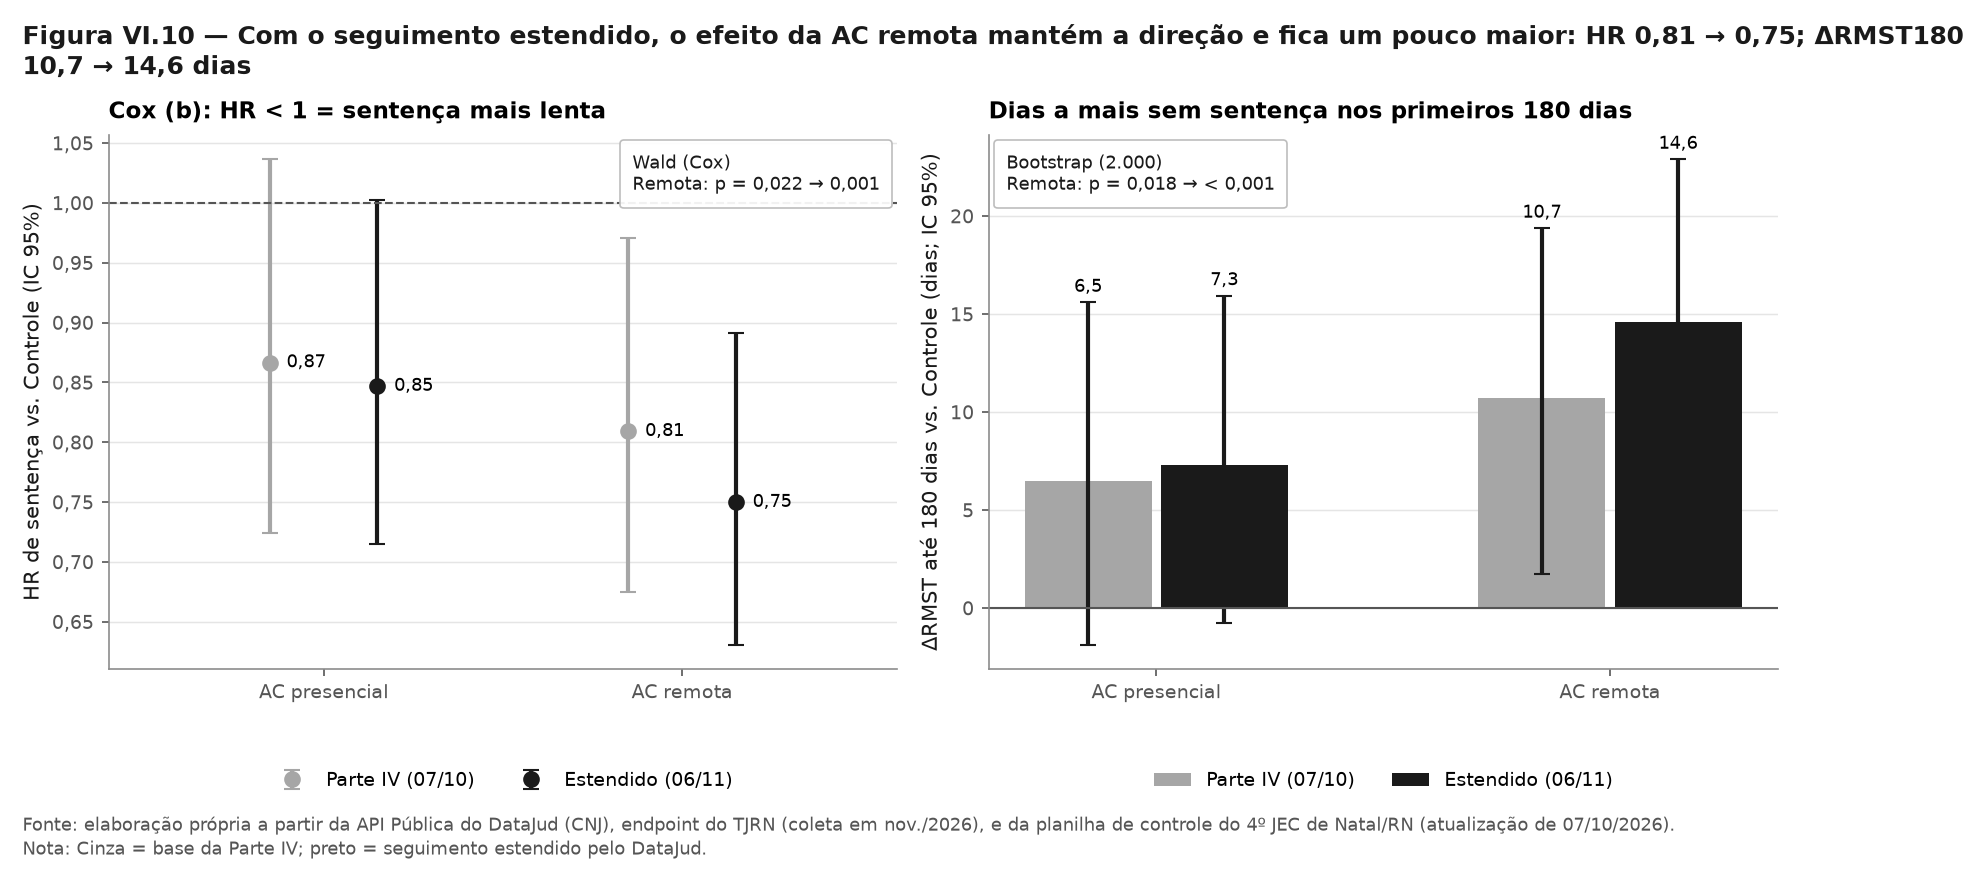 Figura VI.10 — Com o seguimento estendido, o efeito da AC remota mantém a direção e fica um pouco maior: HR 0,81 → 0,75; ΔRMST180
10,7 → 14,6 dias
Cox (b): HR < 1 = sentença mais lenta
HR de sentença vs. Controle (IC 95%)
1,05
1,00
0,95
0,90
0,85
0,80
0,75
0,70
0,65
Wald (Cox)
Remota: p = 0,022 → 0,001
0,87
0,85
0,81
0,75
AC presencial
AC remota
Parte IV (07/10)
Estendido (06/11)
Dias a mais sem sentença nos primeiros 180 dias
ΔRMST até 180 dias vs. Controle (dias; IC 95%)
20
15
10
5
0
Bootstrap (2.000)
Remota: p = 0,018 → < 0,001
6,5
7,3
10,7
14,6
AC presencial
AC remota
Parte IV (07/10)
Estendido (06/11)
Fonte: elaboração própria a partir da API Pública do DataJud (CNJ), endpoint do TJRN (coleta em nov./2026), e da planilha de controle do 4º JEC de Natal/RN (atualização de 07/10/2026).
Nota: Cinza = base da Parte IV; preto = seguimento estendido pelo DataJud.